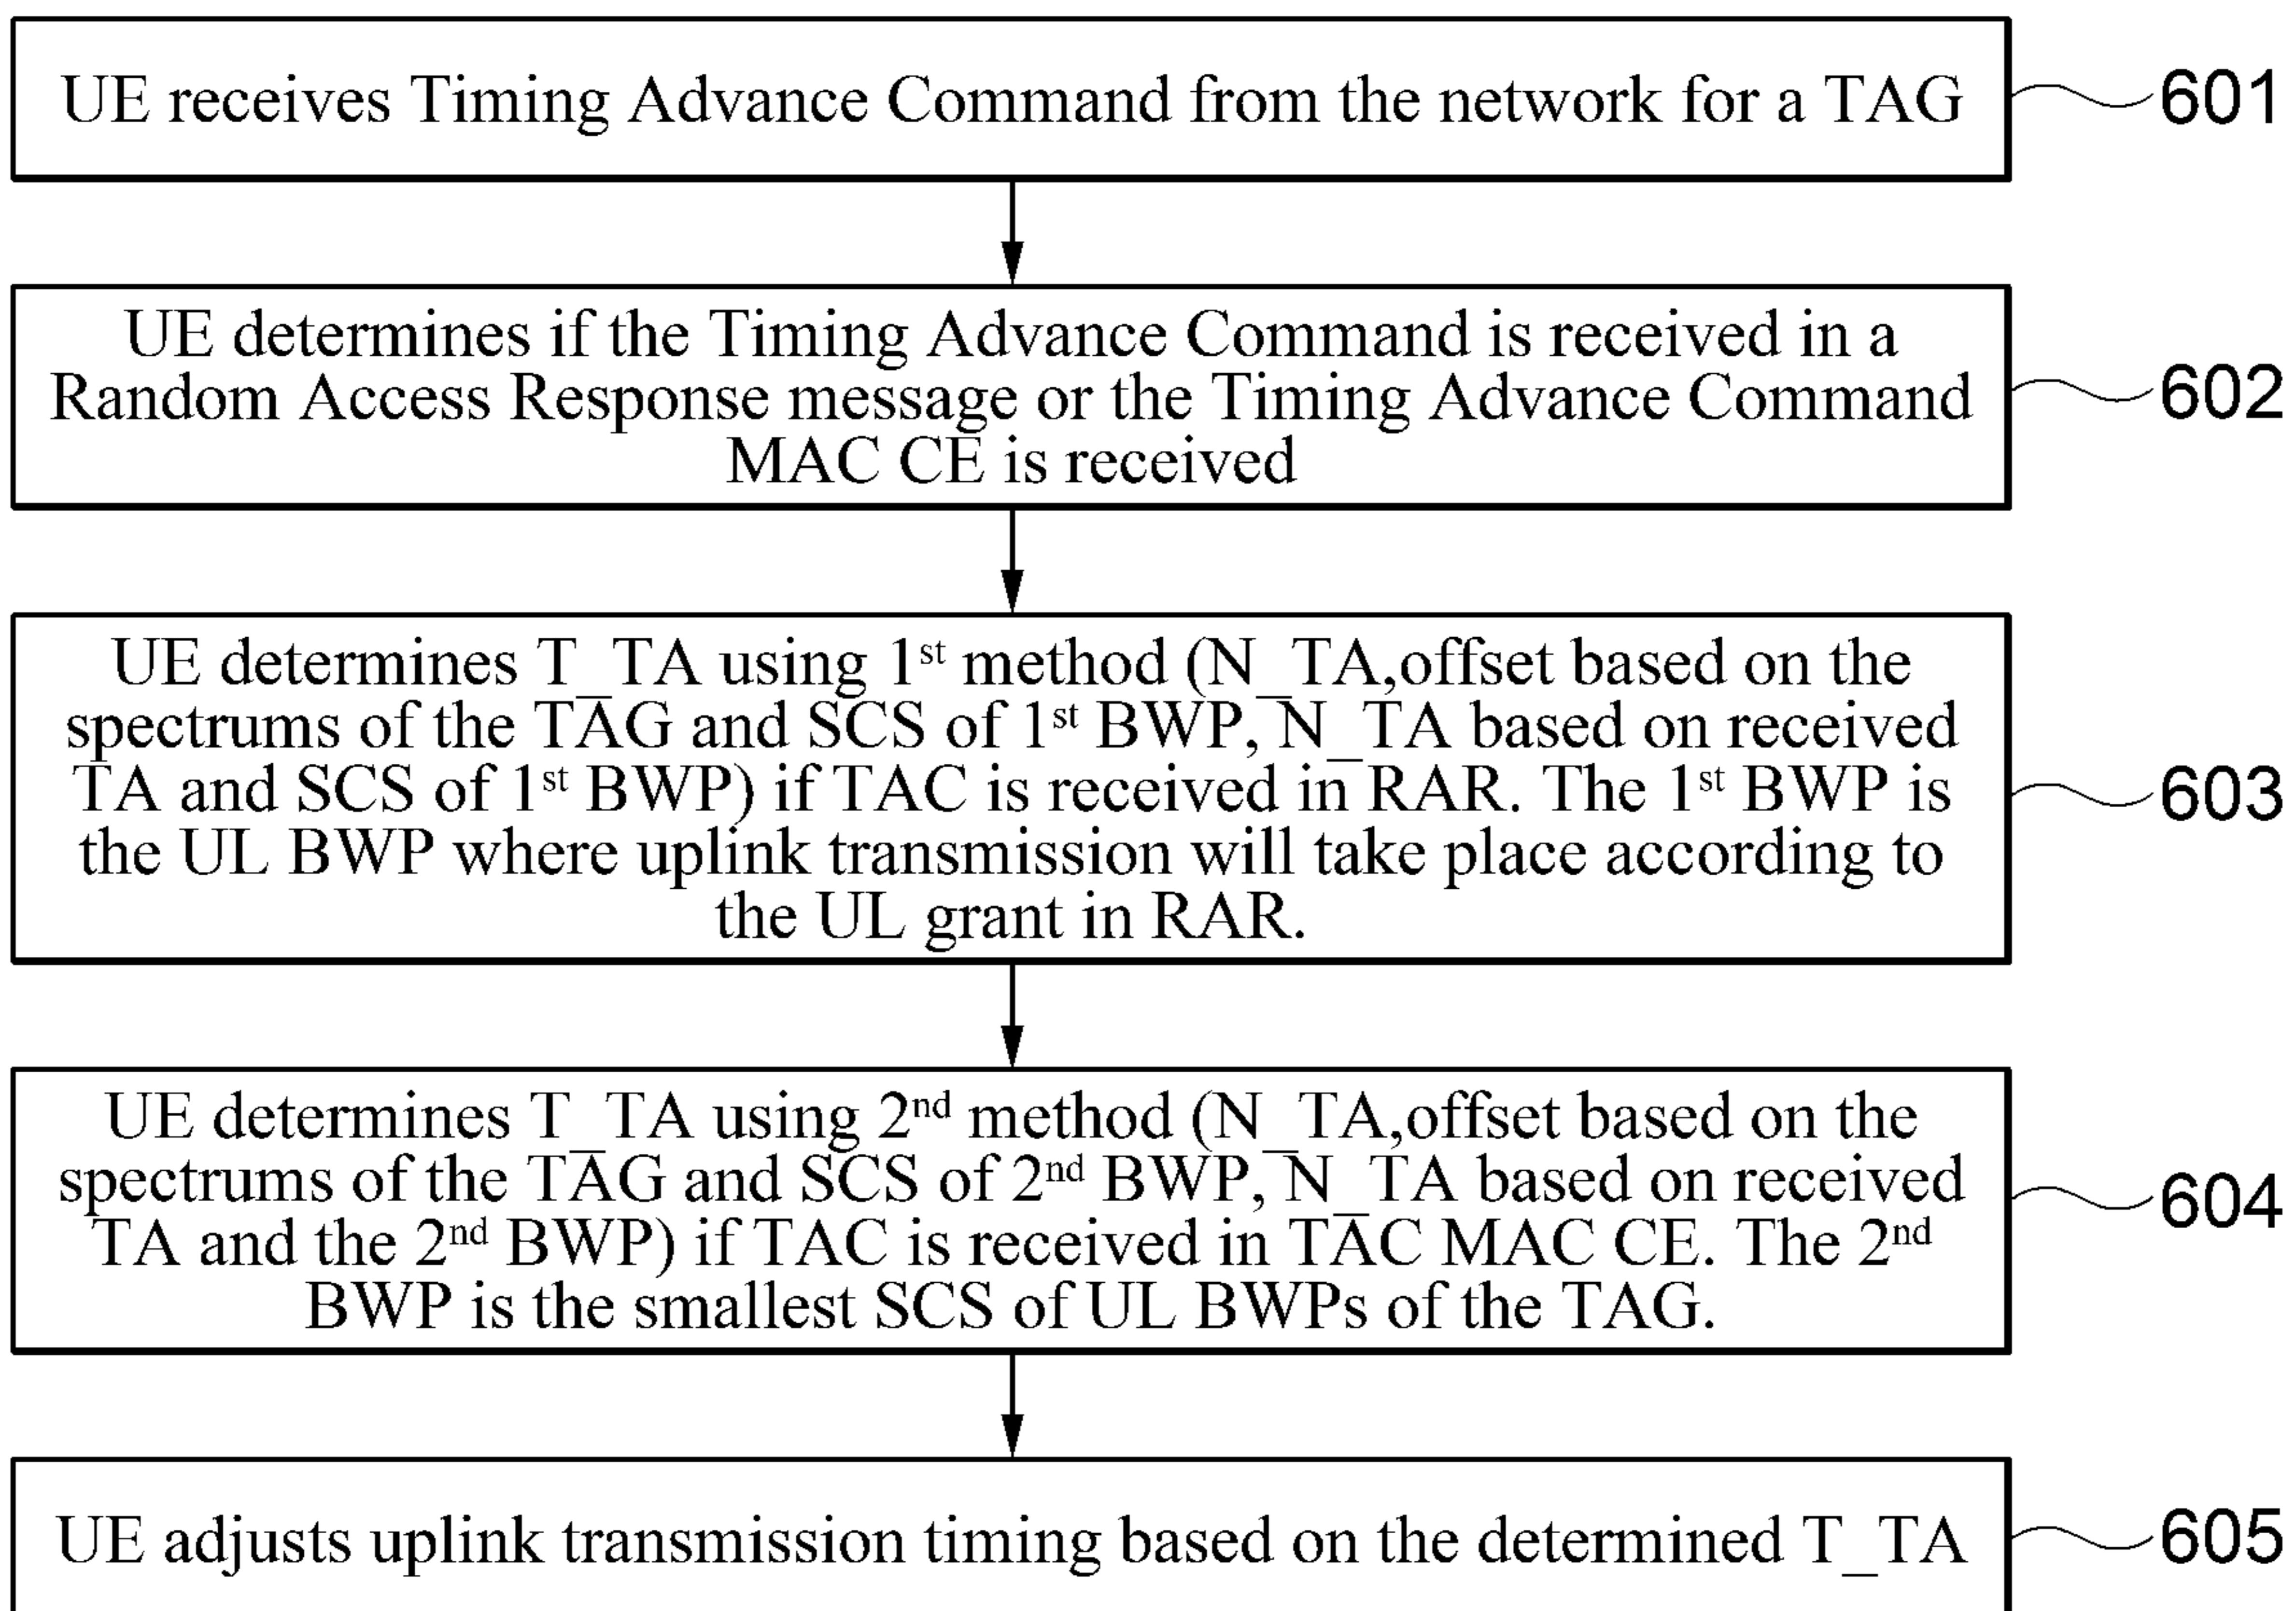 UE receives Timing Advance Command from the network for a TAG
601
UE determines if the Timing Advance Command is received in a
Random Access Response message or the Timing Advance Command
MAC CE is received
602
UE determines T_TA using 1st method (N_TA,offset based on the
spectrums of the TAG and SCS of 1st BWP, N_TA based on received
TA and SCS of 1st BWP) if TAC is received in RAR. The 1st BWP is
the UL BWP where uplink transmission will take place according to
the UL grant in RAR.
603
UE determines T_TA using 2nd method (N_TA,offset based on the
spectrums of the TAG and SCS of 2nd BWP, N_TA based on received
TA and the 2nd BWP) if TAC is received in TAC MAC CE. The 2nd
BWP is the smallest SCS of UL BWPs of the TAG.
604
UE adjusts uplink transmission timing based on the determined T_TA
605